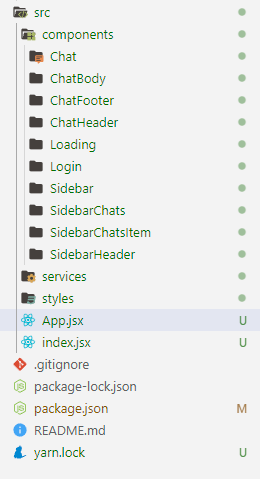 src
components
Chat
ChatBody
ChatFooter
ChatHeader
Loading
Login
Sidebar
SidebarChats
SidebarChatsItem
SidebarHeader
services
styles
App.jsx U
index.jsx U
.gitignore
package-lock.json
package.json M
README.md
yarn.lock U